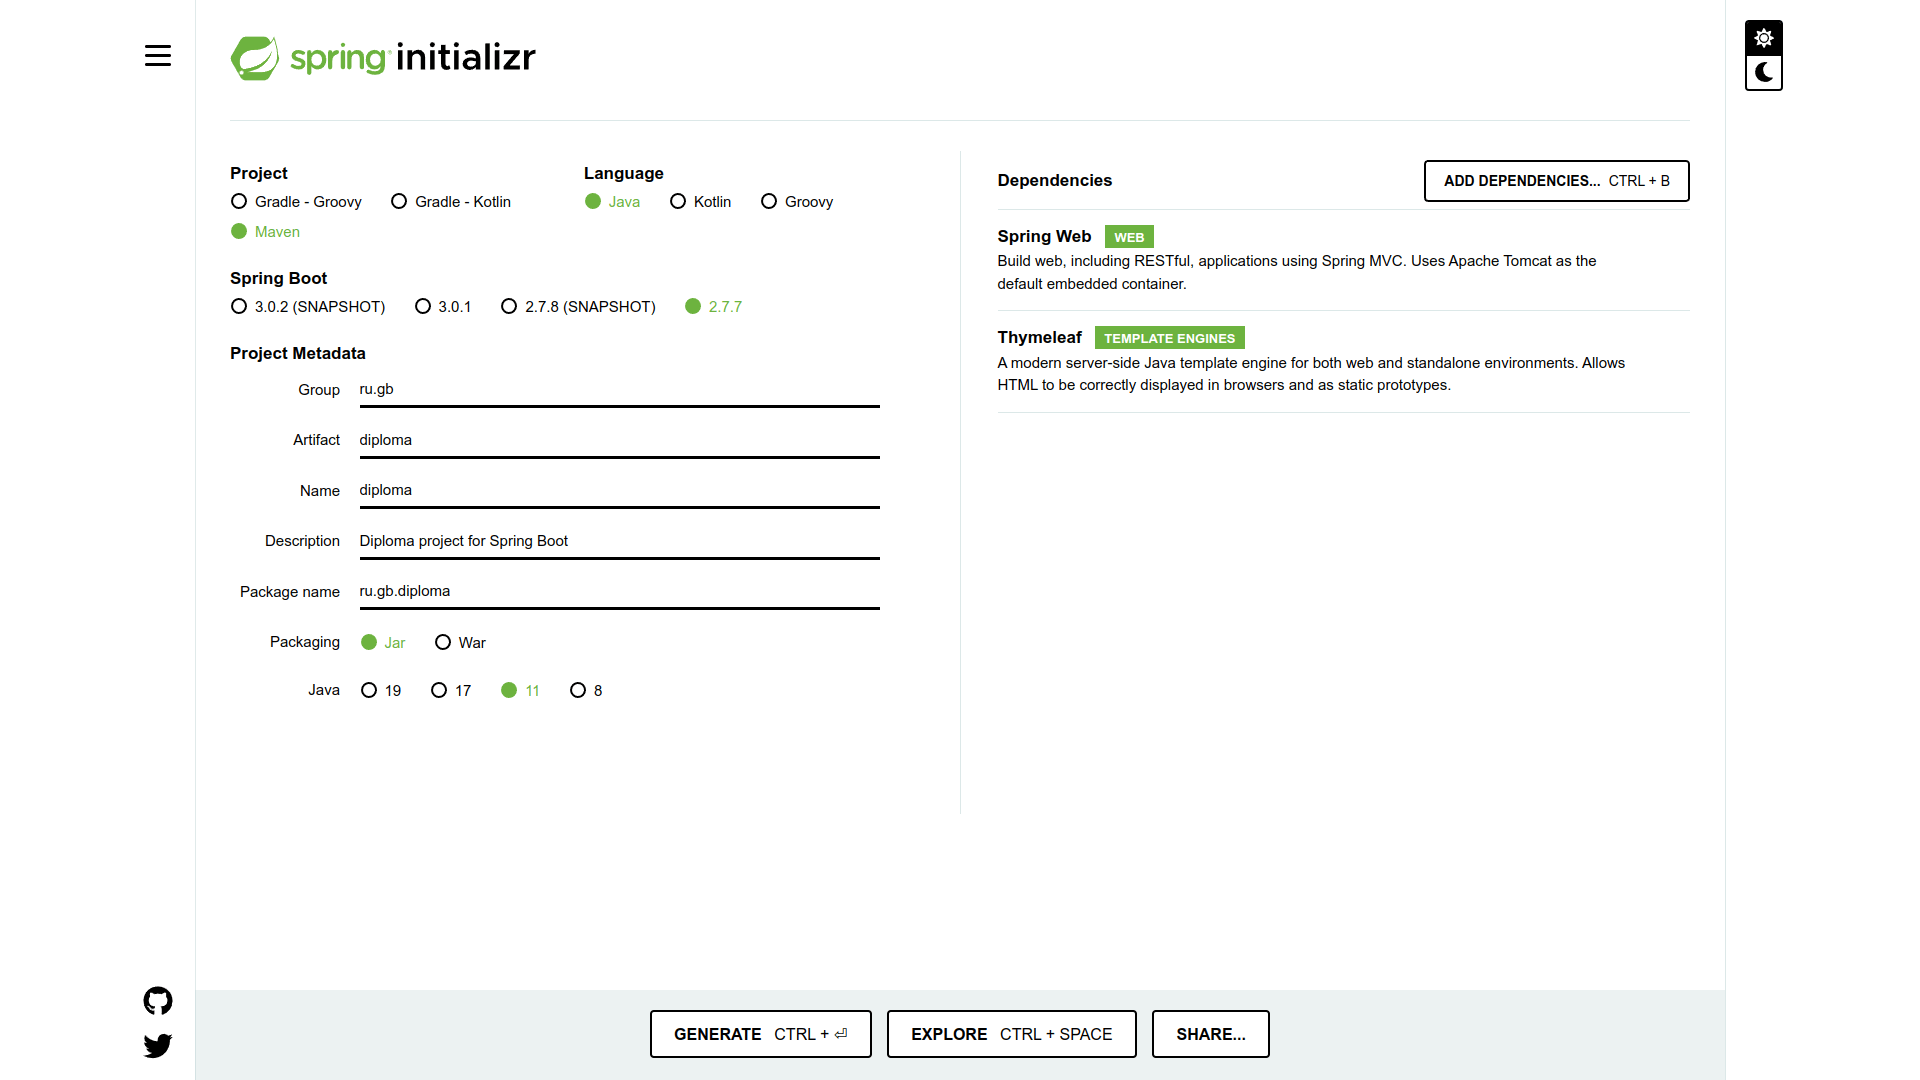 spring initializr
Project
Gradle - Groovy Gradle - Kotlin
Maven
Language
Java Kotlin Groovy
Spring Boot
3.0.2 (SNAPSHOT) 3.0.1 2.7.8 (SNAPSHOT) 2.7.7
Project Metadata
Group ru.gb
Artifact diploma
Name diploma
Description Diploma project for Spring Boot
Package name ru.gb.diploma
Packaging Jar War
Java 19 17 11 8
Dependencies ADD DEPENDENCIES... CTRL + B
Spring Web WEB
Build web, including RESTful, applications using Spring MVC. Uses Apache Tomcat as the
default embedded container.
Thymeleaf TEMPLATE ENGINES
A modern server-side Java template engine for both web and standalone environments. Allows
HTML to be correctly displayed in browsers and as static prototypes.
GENERATE CTRL + ⏎ EXPLORE CTRL + SPACE SHARE...